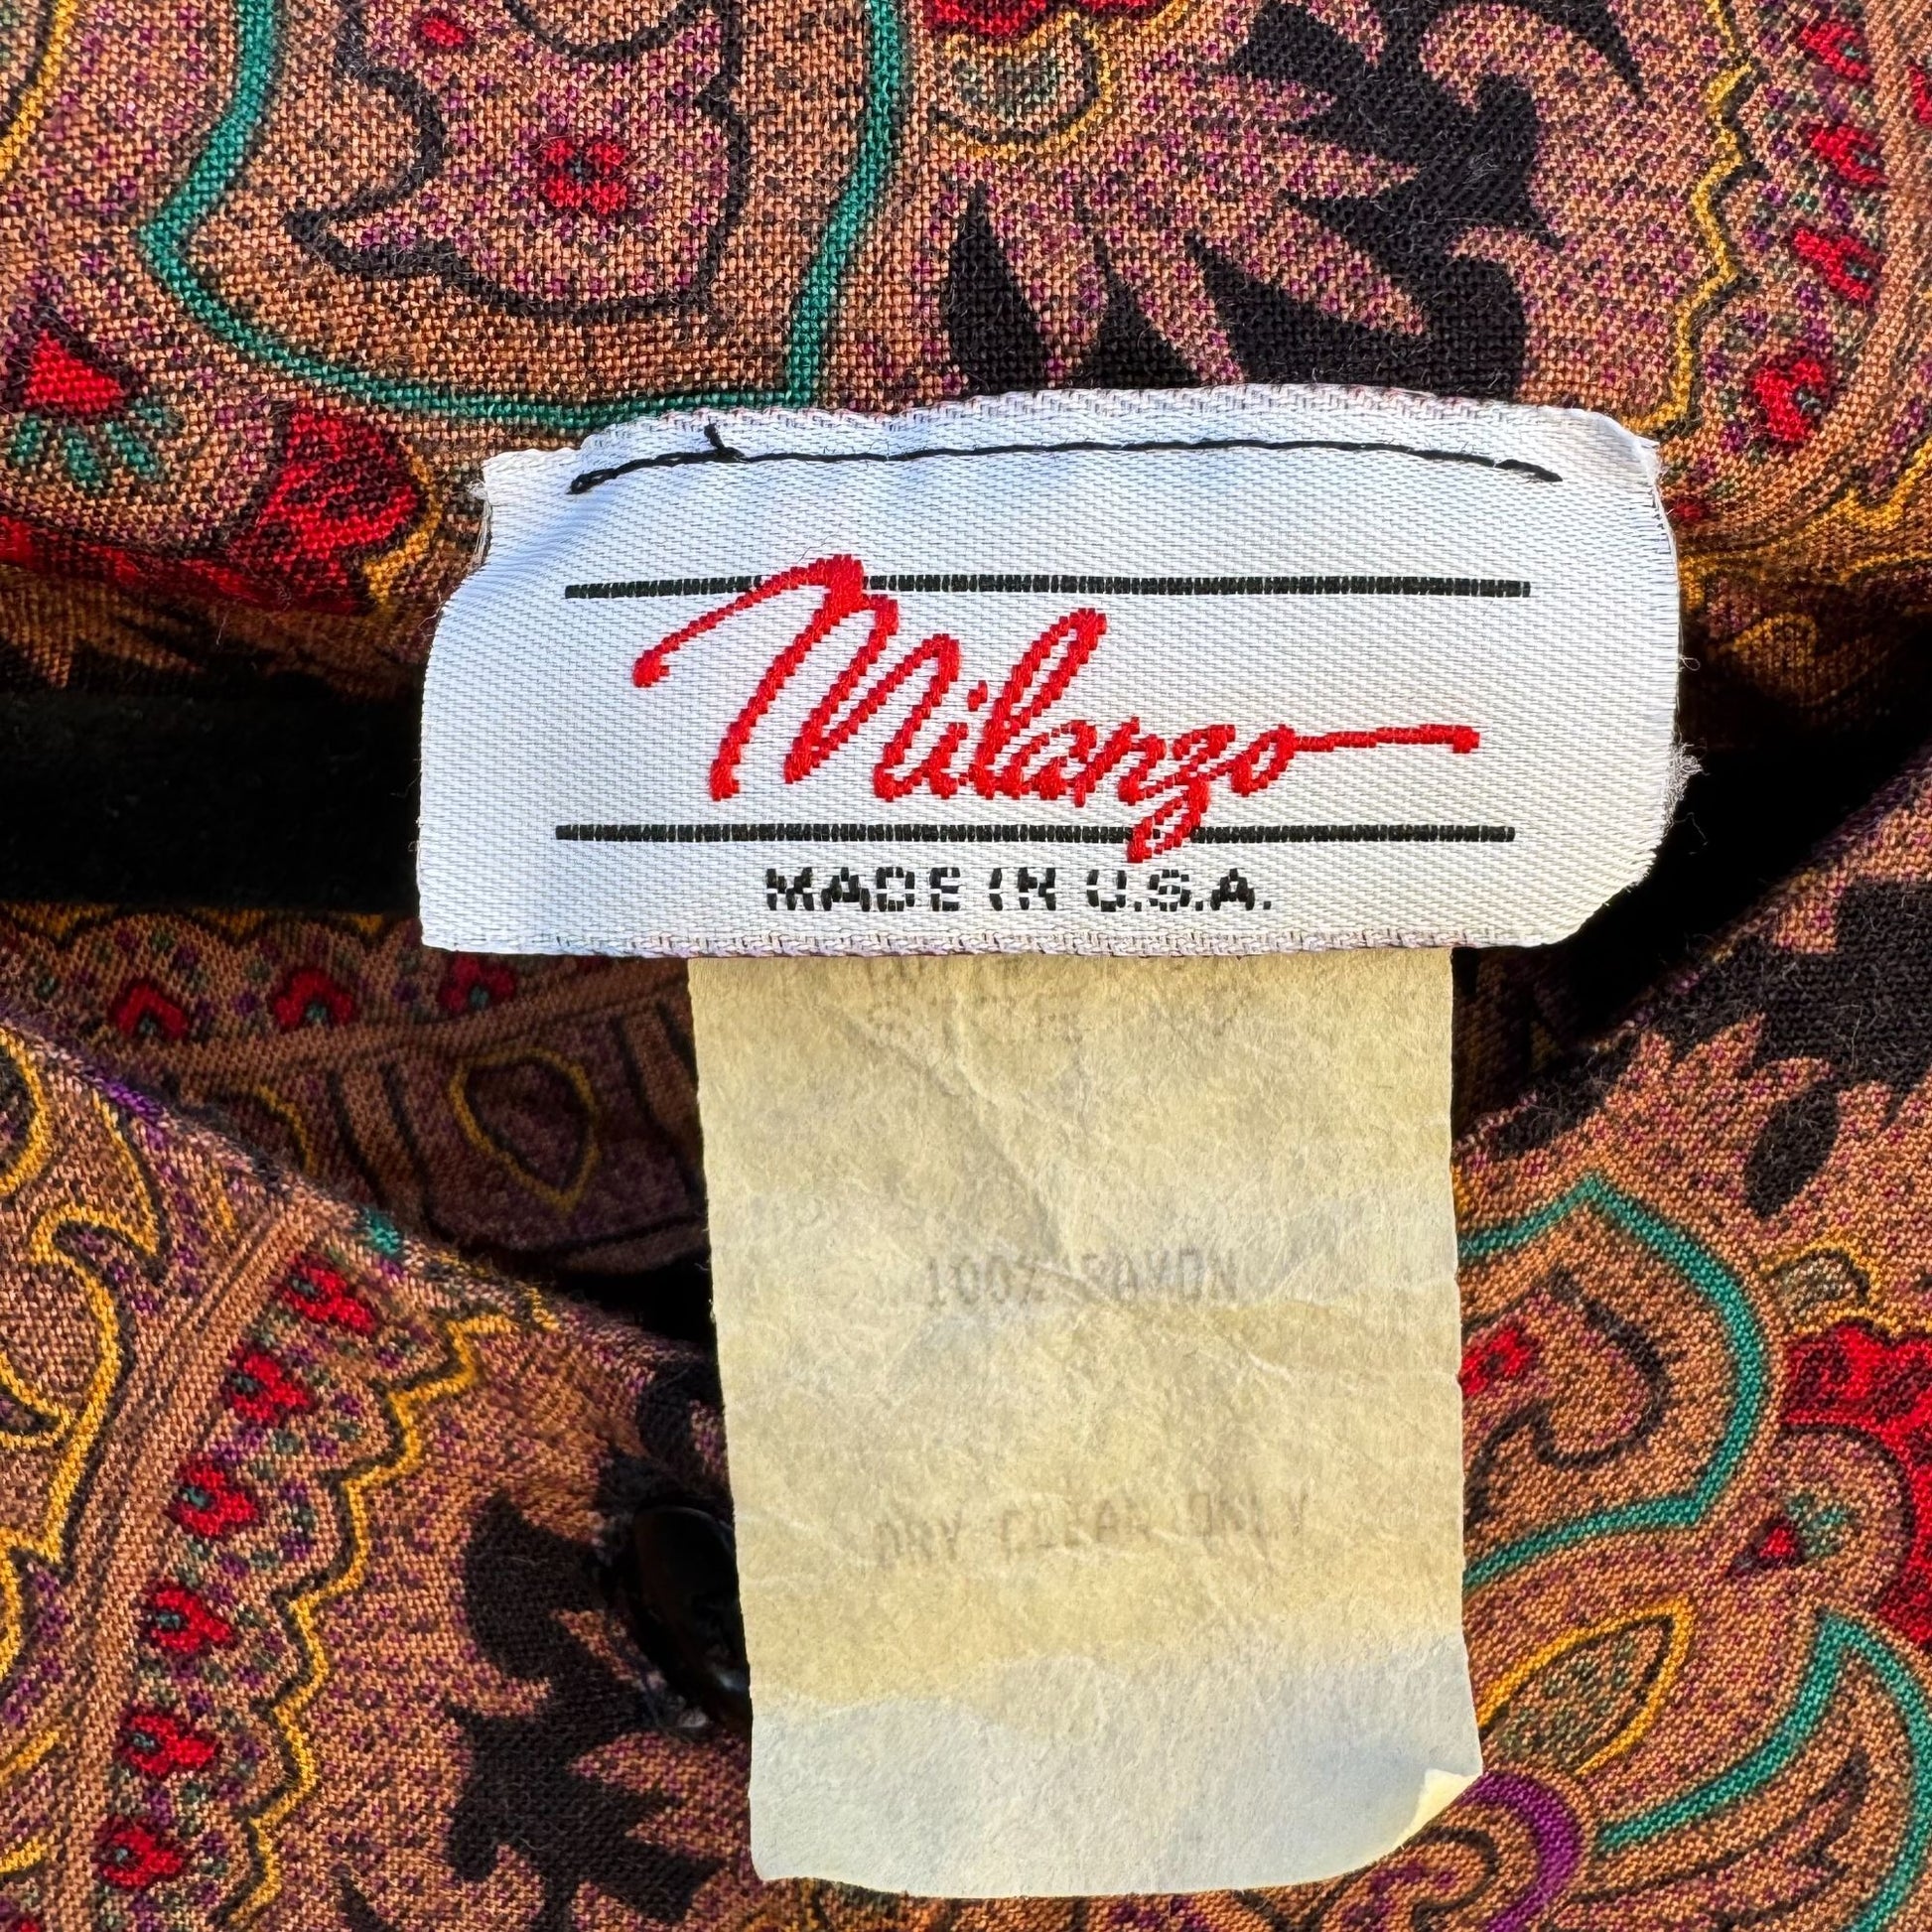 Milanzo
MADE IN U.S.A.
100% RAYON
DRY CLEAN ONLY